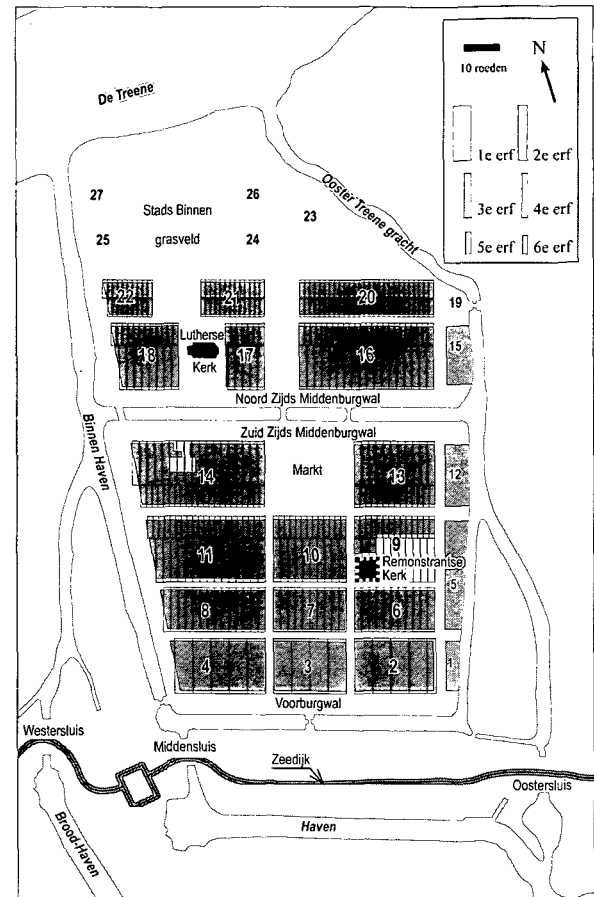 N
10 roeden
1e erf 2e erf
3e erf 4e erf
5e erf 6e erf
De Treene
Ooster Treene gracht
27 26
Stads Binnen 23
25 grasveld 24
22 21 20 19
Lutherse
18 17 16 15
Kerk
Noord Zijds Middenburgwal
Zuid Zijds Middenburgwal
Binnen Haven
Markt
14 13 12
11 10 9
Remonstrantse
Kerk
5
8 7 6
4 3 2 1
Voorburgwal
Westersluis
Middensluis
Zeedijk
Oostersluis
Brood-Haven
Haven